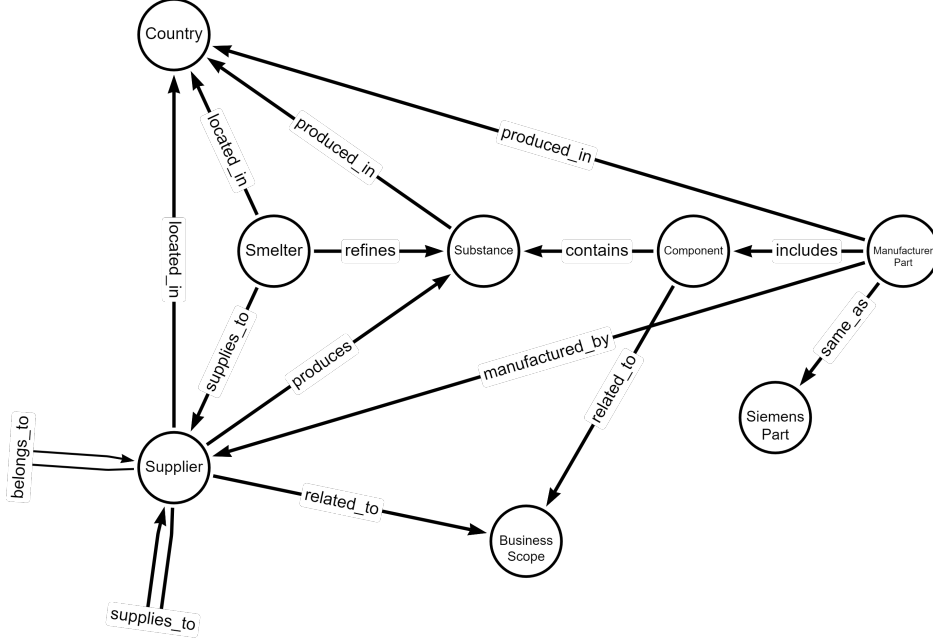 Country
located_in
produced_in
produced_in
located_in
Smelter
refines
Substance
contains
Component
includes
Manufacturer
Part
supplies_to
produces
manufactured_by
related_to
same_as
Siemens
Part
belongs_to
Supplier
related_to
Business
Scope
supplies_to